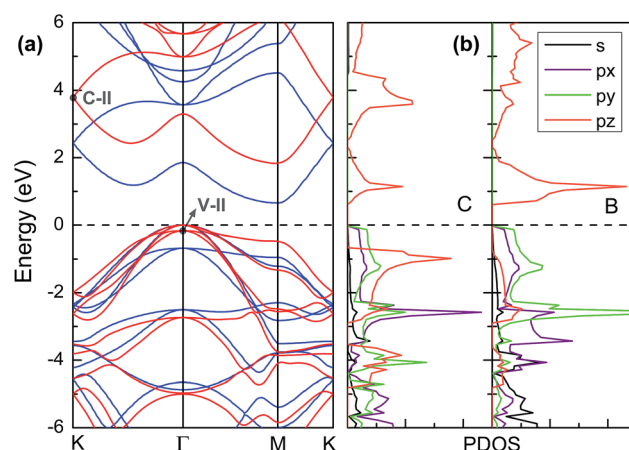 (a)
(b)
6
4
2
0
-2
-4
-6
Energy (eV)
C-II
V-II
K
Γ
M
K
s
px
py
pz
C
B
PDOS